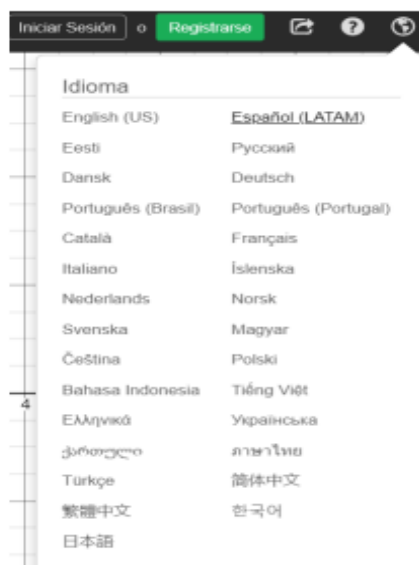 Iniciar Sesión o Registrarse
Idioma
English (US) Español (LATAM)
Eesti Русский
Dansk Deutsch
Português (Brasil) Português (Portugal)
Català Français
Italiano Íslenska
Nederlands Norsk
Svenska Magyar
Čeština Polski
Bahasa Indonesia Tiếng Việt
Ελληνικά Українська
ქართული ภาษาไทย
Türkçe 简体中文
繁體中文 한국어
日本語
4